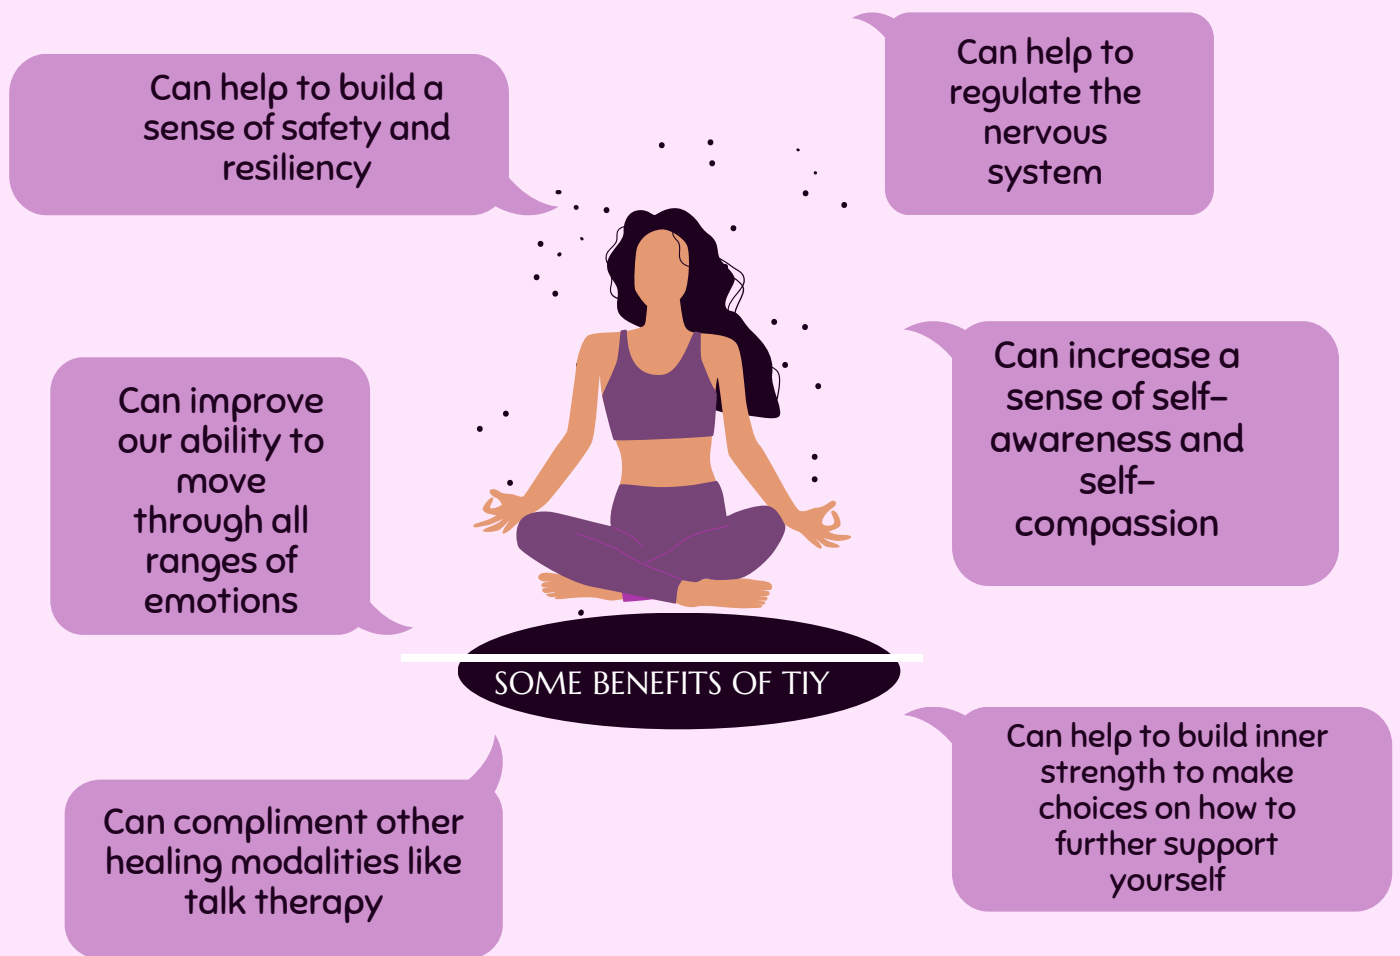 Can help to build a
sense of safety and
resiliency
Can help to
regulate the
nervous
system
Can improve
our ability to
move
through all
ranges of
emotions
Can increase a
sense of self-
awareness and
self-
compassion
SOME BENEFITS OF TIY
Can compliment other
healing modalities like
talk therapy
Can help to build inner
strength to make
choices on how to
further support
yourself